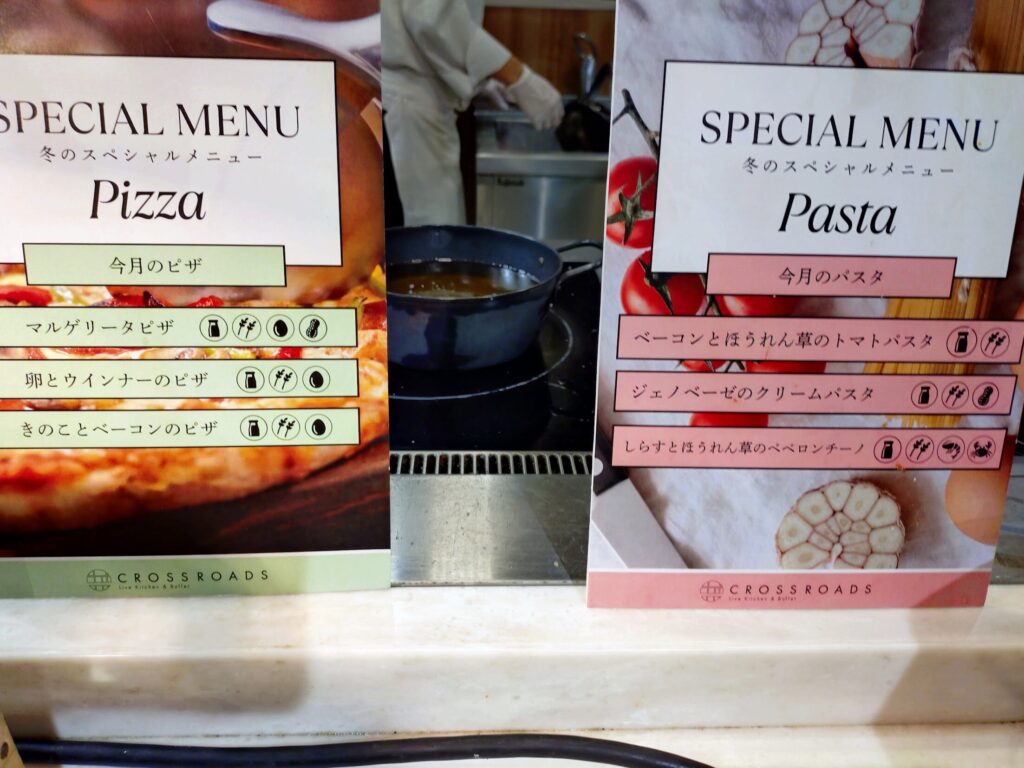 SPECIAL MENU
冬のスペシャルメニュー
Pizza
今月のピザ
マルゲリータピザ
卵とウインナーのピザ
きのことベーコンのピザ
CROSSROADS
Live Kitchen & Buffet
SPECIAL MENU
冬のスペシャルメニュー
Pasta
今月のパスタ
ベーコンとほうれん草のトマトパスタ
ジェノベーゼのクリームパスタ
しらすとほうれん草のペペロンチーノ
CROSSROADS
Live Kitchen & Buffet